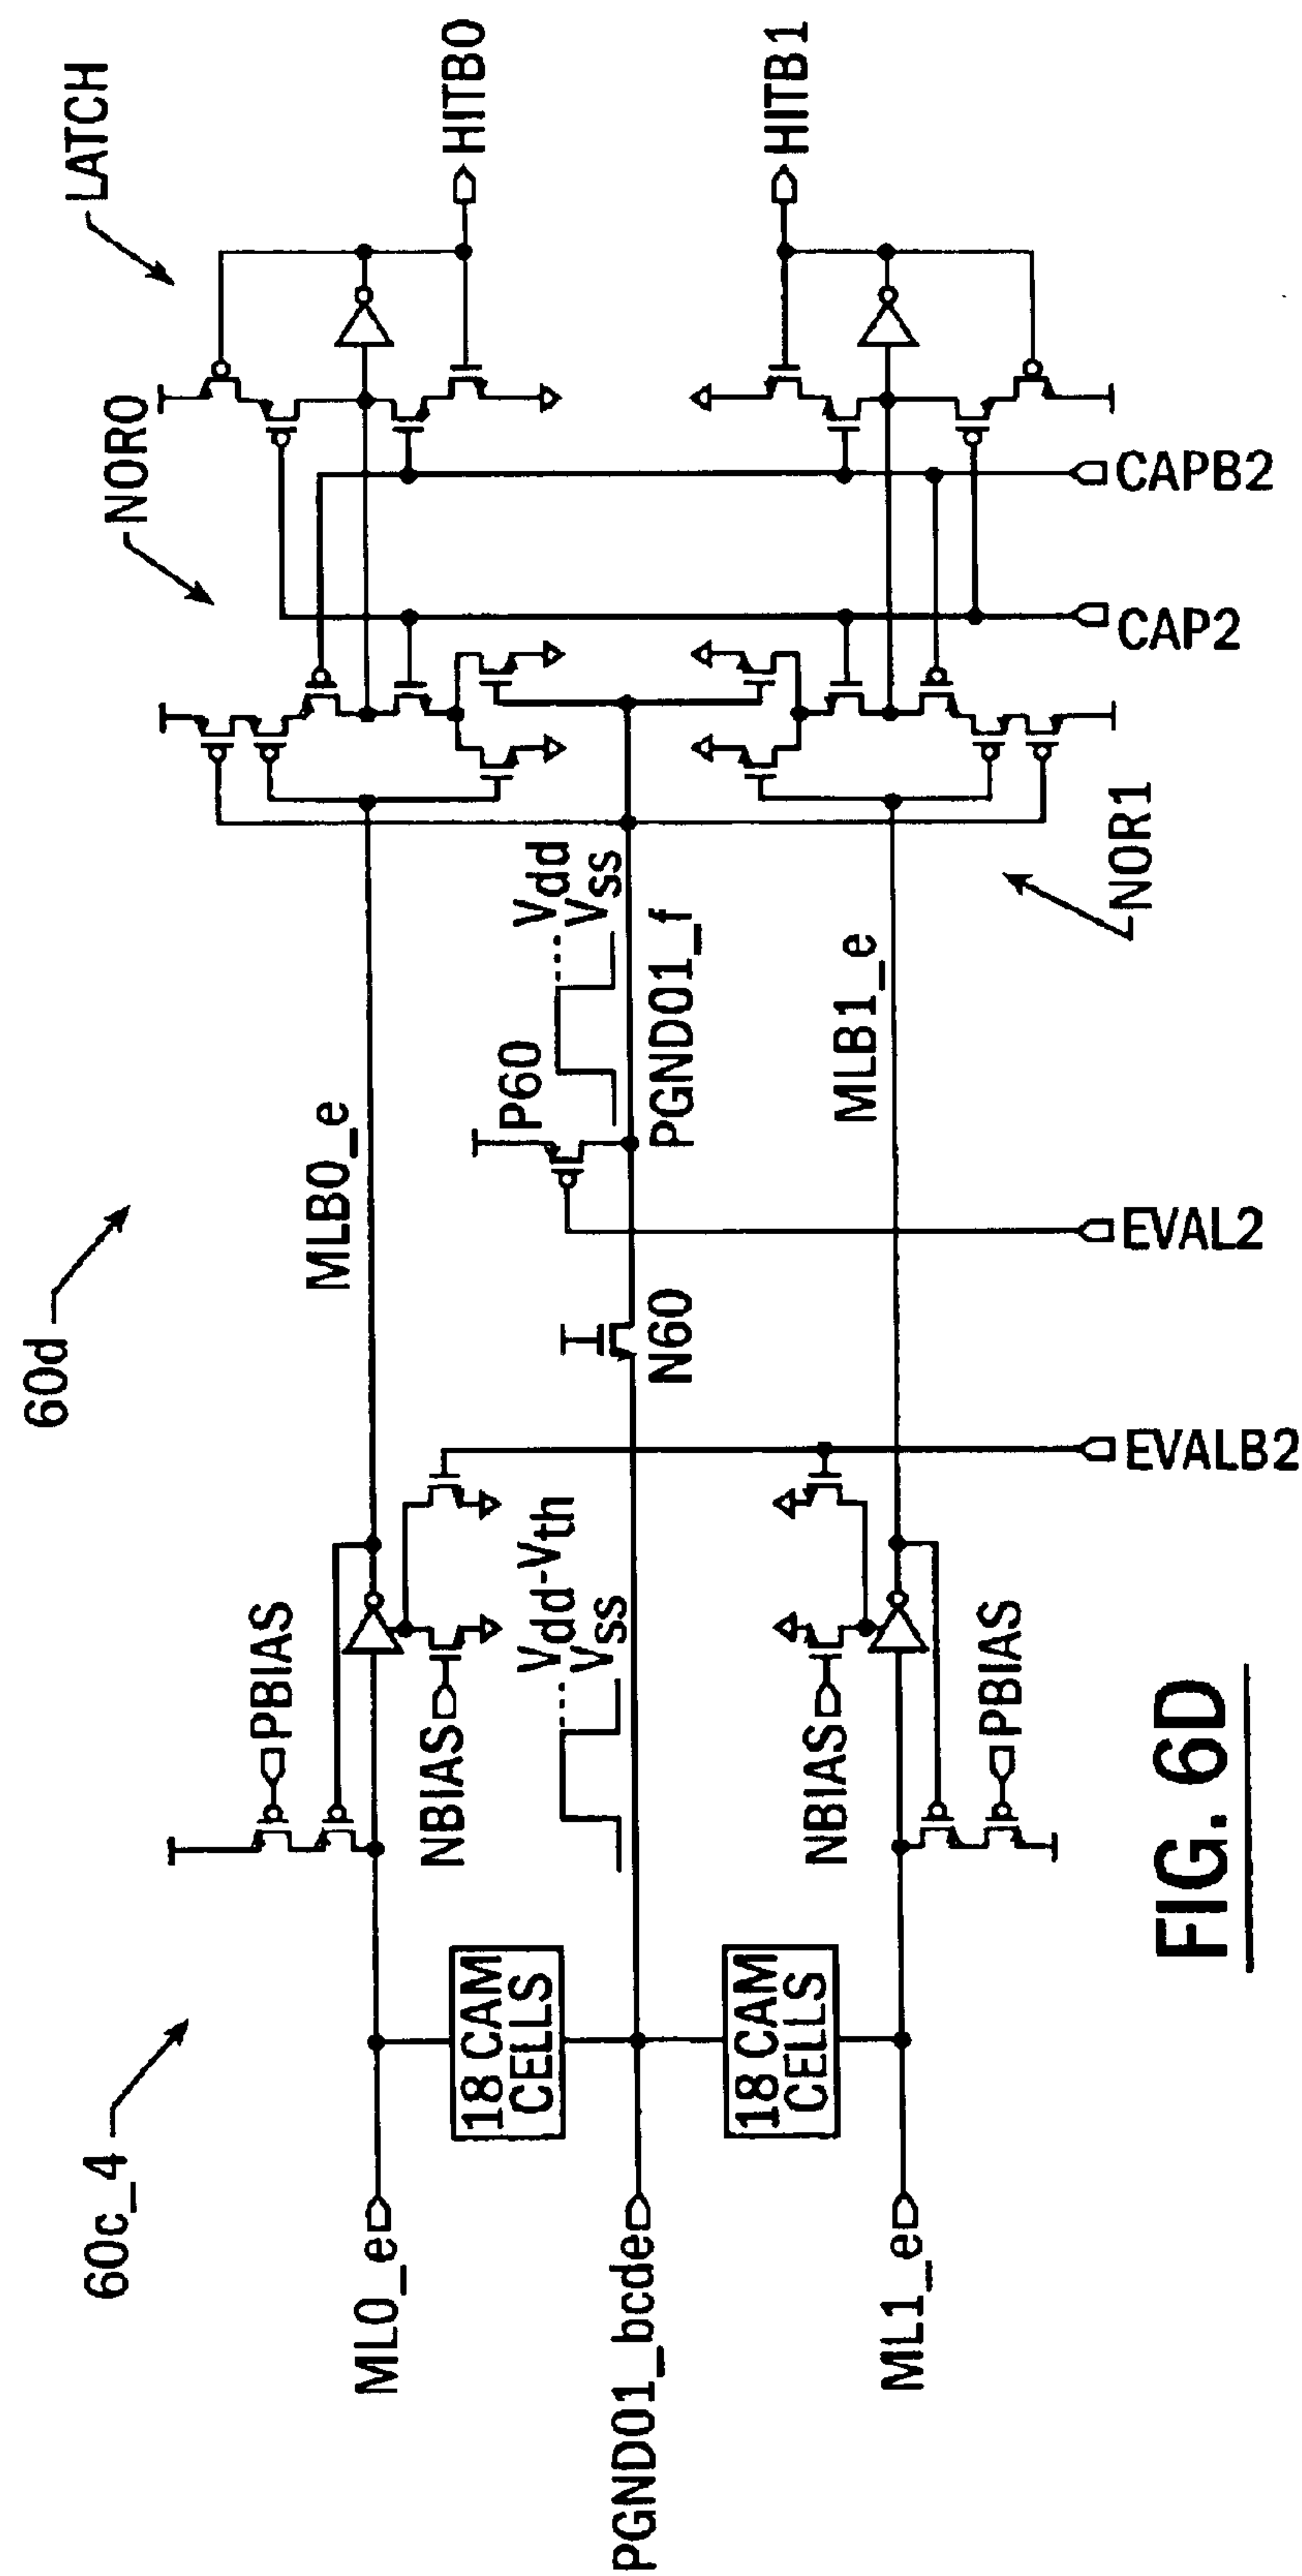 60c_4
60d
NOR0
LATCH
ML0_e
PBIAS
MLB0_e
HITB0
18 CAM
CELLS
NBIAS
Vdd-Vth
Vss
P60
Vdd
Vss
PGND01_bcde
N60
PGND01_f
18 CAM
CELLS
NBIAS
MLB1_e
HITB1
ML1_e
PBIAS
NOR1
EVALB2
EVAL2
CAP2
CAPB2
FIG. 6D